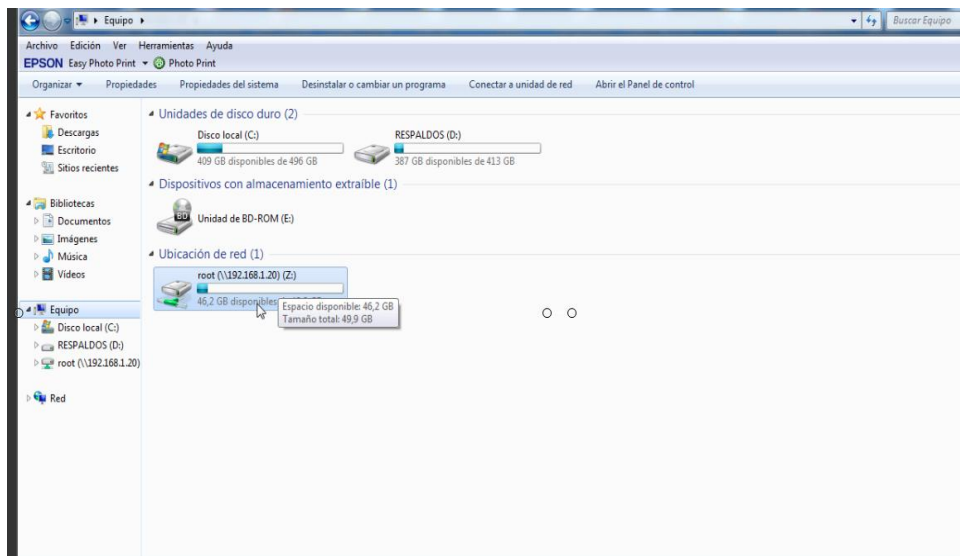 Equipo
Buscar Equipo
Archivo Edición Ver Herramientas Ayuda
EPSON Easy Photo Print Photo Print
Organizar Propiedades Propiedades del sistema Desinstalar o cambiar un programa Conectar a unidad de red Abrir el Panel de control
Favoritos
Descargas
Escritorio
Sitios recientes
Bibliotecas
Documentos
Imágenes
Música
Vídeos
Equipo
Disco local (C:)
RESPALDOS (D:)
root (\\192.168.1.20)
Red
Unidades de disco duro (2)
Disco local (C:)
409 GB disponibles de 496 GB
RESPALDOS (D:)
387 GB disponibles de 413 GB
Dispositivos con almacenamiento extraíble (1)
BD
Unidad de BD-ROM (E:)
Ubicación de red (1)
root (\\192.168.1.20) (Z:)
46,2 GB disponibles
Espacio disponible: 46,2 GB
Tamaño total: 49,9 GB